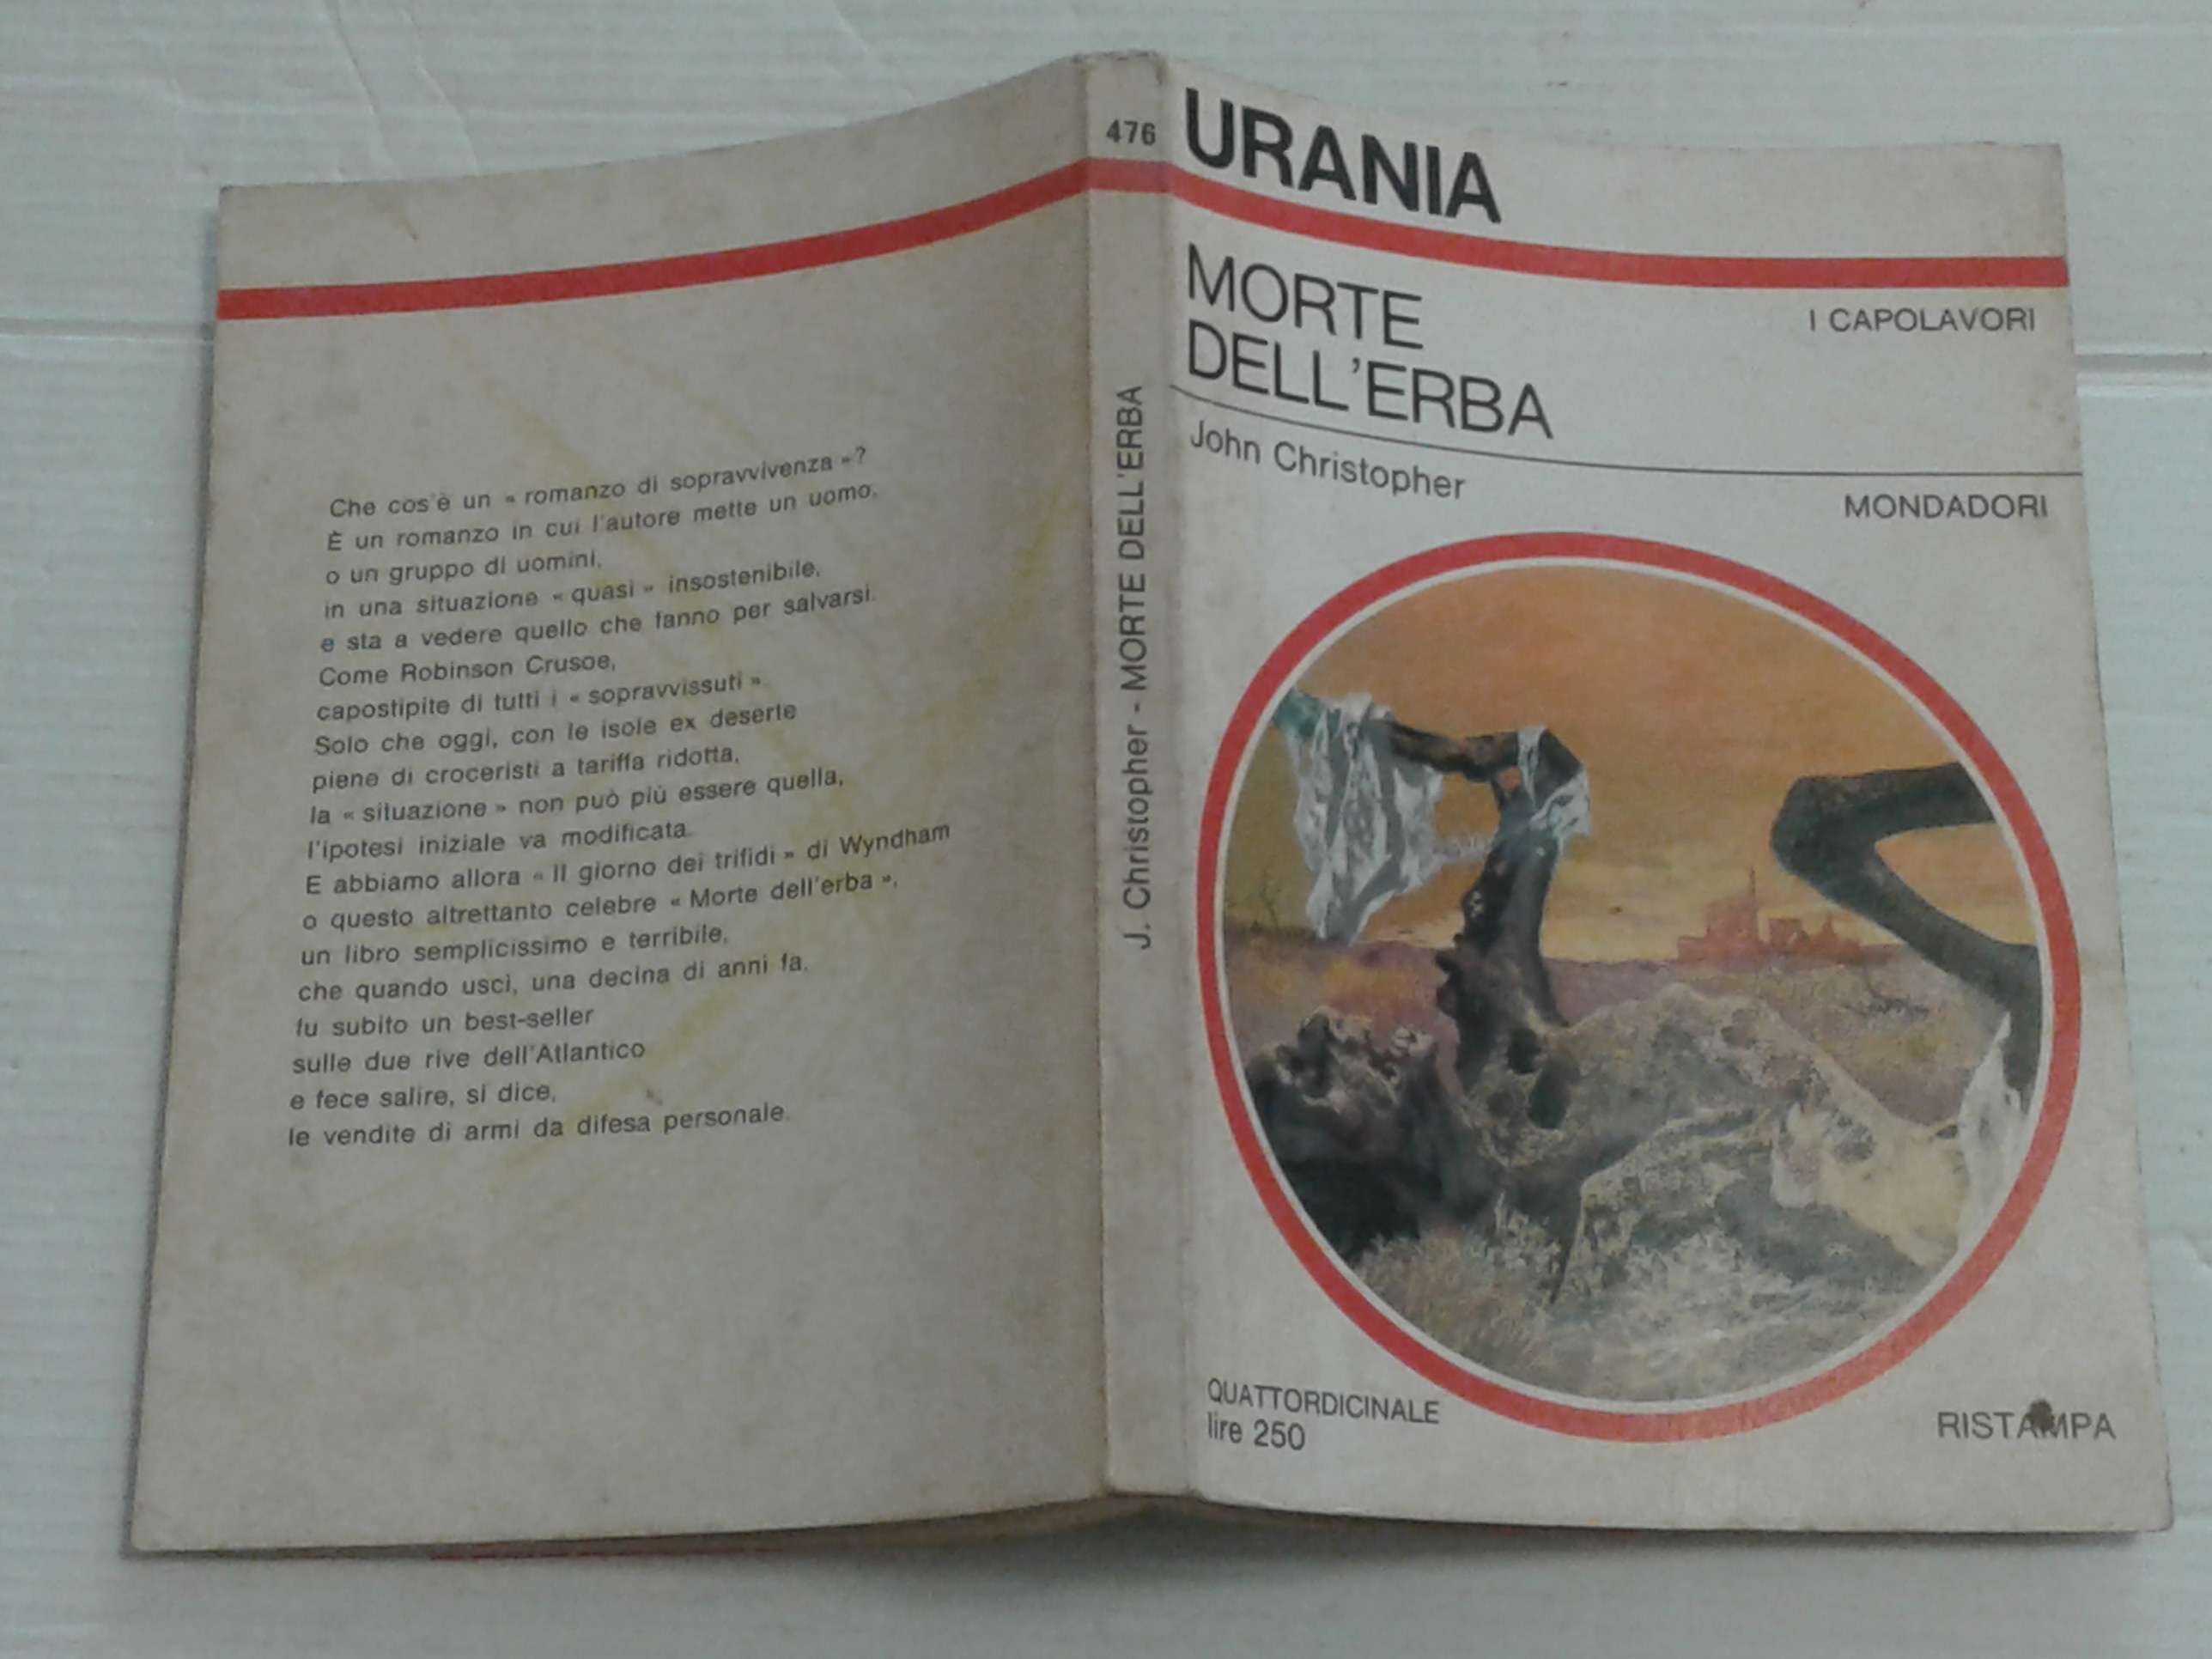 Che cos'è un « romanzo di sopravvivenza »?
È un romanzo in cui l'autore mette un uomo,
o un gruppo di uomini,
in una situazione « quasi » insostenibile,
e sta a vedere quello che fanno per salvarsi.
Come Robinson Crusoe,
capostipite di tutti i « sopravvissuti ».
Solo che oggi, con le isole ex deserte
piene di croceristi a tariffa ridotta,
la « situazione » non può più essere quella,
l'ipotesi iniziale va modificata.
E abbiamo allora « Il giorno dei trifidi » di Wyndham
o questo altrettanto celebre « Morte dell'erba »,
un libro semplicissimo e terribile,
che quando uscì, una decina di anni fa,
fu subito un best-seller
sulle due rive dell'Atlantico
e fece salire, si dice,
le vendite di armi da difesa personale.
476
J. Christopher - MORTE DELL'ERBA
URANIA
MORTE
DELL'ERBA
I CAPOLAVORI
John Christopher
MONDADORI
QUATTORDICINALE
lire 250
RISTAMPA